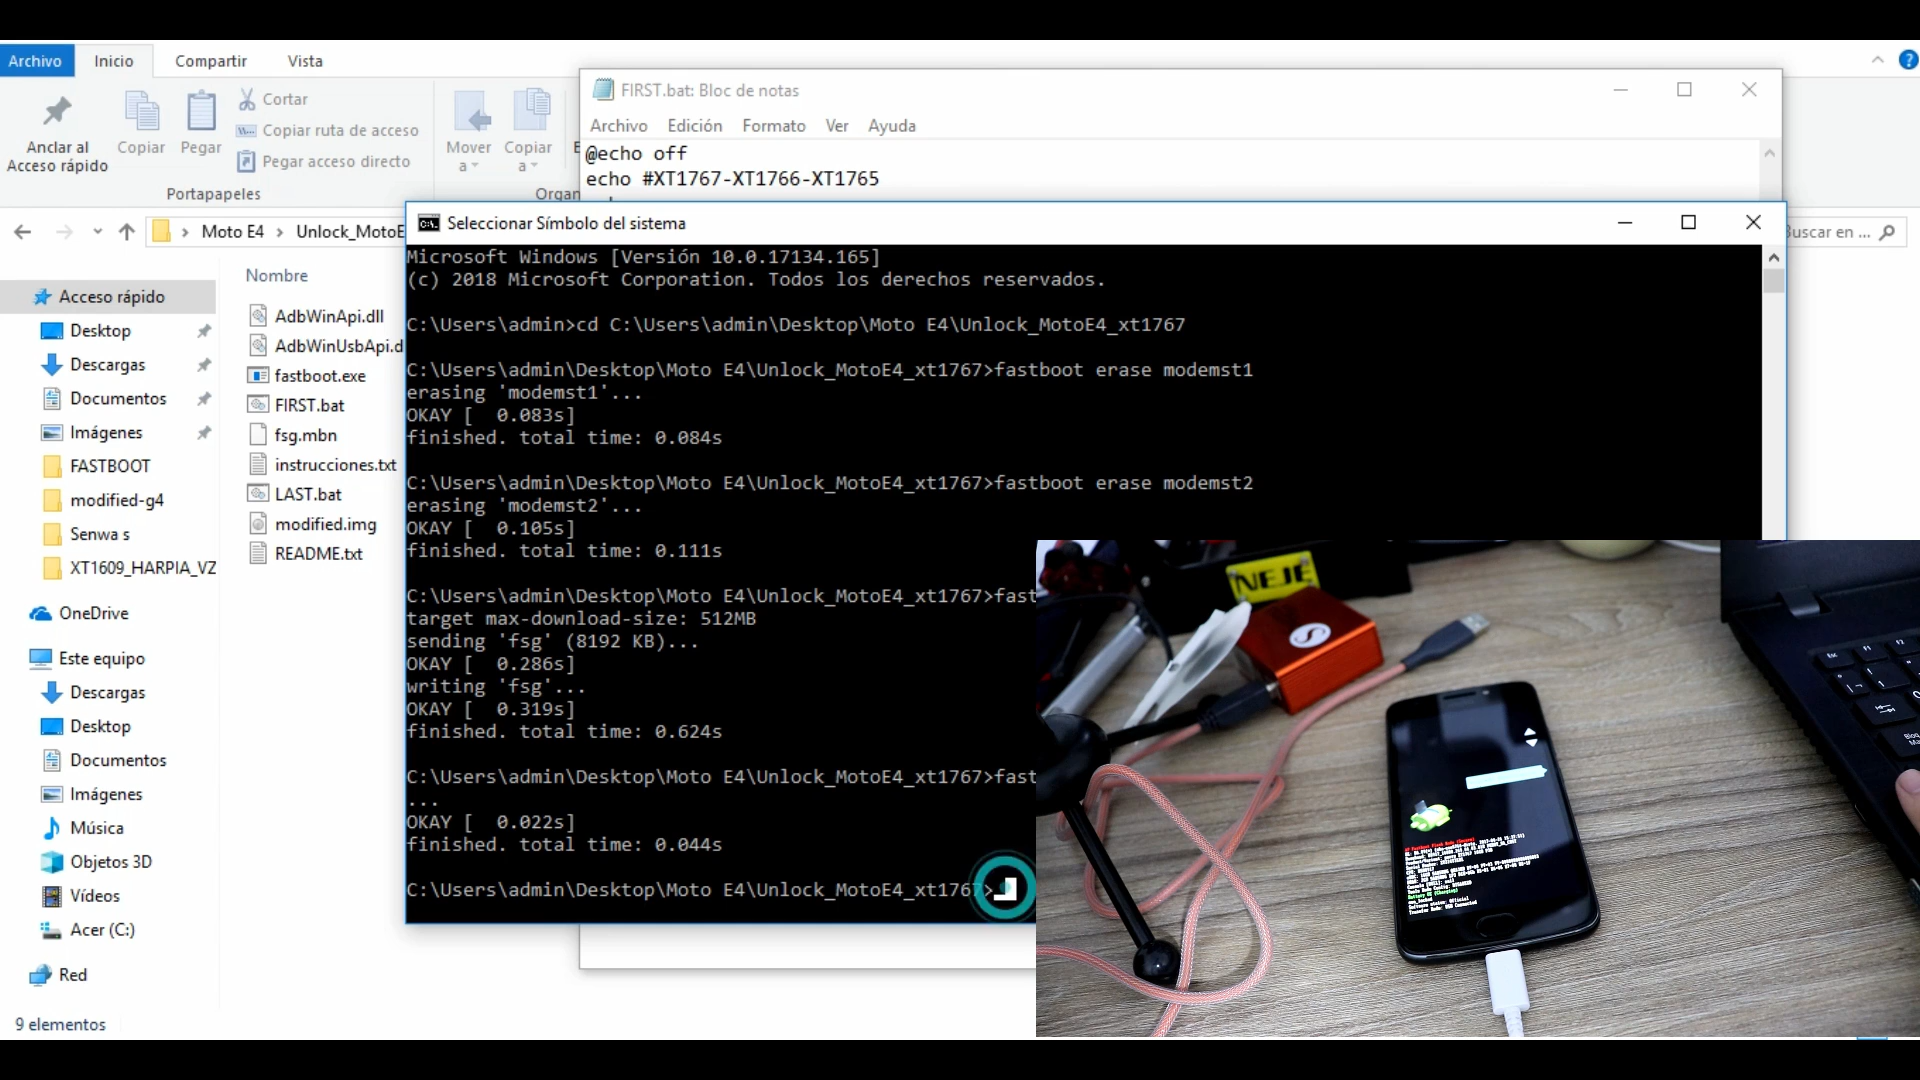 Archivo
Inicio
Compartir
Vista
Anclar al
Acceso rápido
Copiar
Pegar
Cortar
Copiar ruta de acceso
Pegar acceso directo
Mover
a
Copiar
a
Portapapeles
Organ
FIRST.bat: Bloc de notas
Archivo Edición Formato Ver Ayuda
@echo off
echo #XT1767-XT1766-XT1765
Moto E4 > Unlock_MotoE
Buscar en ...
Nombre
AdbWinApi.dll
AdbWinUsbApi.d
fastboot.exe
FIRST.bat
fsg.mbn
instrucciones.txt
LAST.bat
modified.img
README.txt
Acceso rápido
Desktop
Descargas
Documentos
Imágenes
FASTBOOT
modified-g4
Senwa s
XT1609_HARPIA_VZ
OneDrive
Este equipo
Descargas
Desktop
Documentos
Imágenes
Música
Objetos 3D
Vídeos
Acer (C:)
Red
9 elementos
Seleccionar Símbolo del sistema
Microsoft Windows [Versión 10.0.17134.165]
(c) 2018 Microsoft Corporation. Todos los derechos reservados.
C:\Users\admin>cd C:\Users\admin\Desktop\Moto E4\Unlock_MotoE4_xt1767
C:\Users\admin\Desktop\Moto E4\Unlock_MotoE4_xt1767>fastboot erase modemst1
erasing 'modemst1'...
OKAY [  0.083s]
finished. total time: 0.084s
C:\Users\admin\Desktop\Moto E4\Unlock_MotoE4_xt1767>fastboot erase modemst2
erasing 'modemst2'...
OKAY [  0.105s]
finished. total time: 0.111s
C:\Users\admin\Desktop\Moto E4\Unlock_MotoE4_xt1767>fast
target max-download-size: 512MB
sending 'fsg' (8192 KB)...
OKAY [  0.286s]
writing 'fsg'...
OKAY [  0.319s]
finished. total time: 0.624s
C:\Users\admin\Desktop\Moto E4\Unlock_MotoE4_xt1767>fast
...
OKAY [  0.022s]
finished. total time: 0.044s
C:\Users\admin\Desktop\Moto E4\Unlock_MotoE4_xt1767>
NEJE
Esc
F1
F2